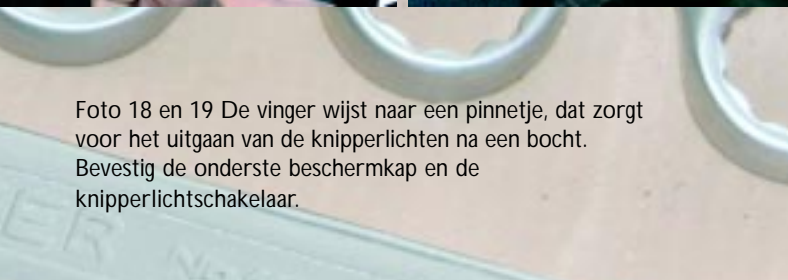 Foto 18 en 19 De vinger wijst naar een pinnetje, dat zorgt
voor het uitgaan van de knipperlichten na een bocht.
Bevestig de onderste beschermkap en de
knipperlichtschakelaar.
ER